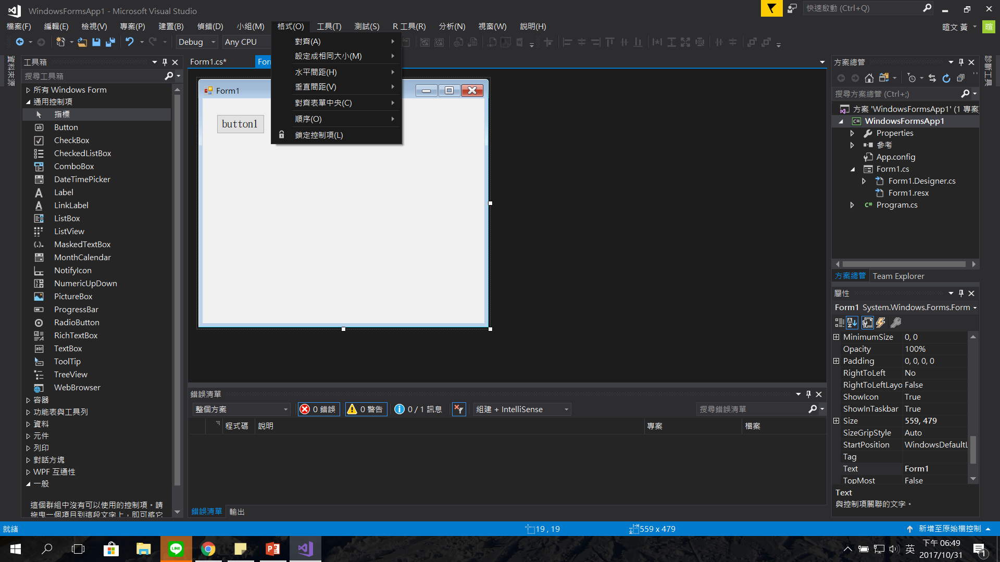 WindowsFormsApp1 - Microsoft Visual Studio
快速啟動 (Ctrl+Q)
檔案(F) 編輯(E) 檢視(V) 專案(P) 建置(B) 偵錯(D) 小組(M) 格式(O) 工具(T) 測試(S) R 工具(R) 分析(N) 視窗(W) 說明(H)
暄文 黃
暄
Debug
Any CPU
對齊(A)
設定成相同大小(M)
水平間距(H)
垂直間距(V)
對齊表單中央(C)
順序(O)
鎖定控制項(L)
資料來源
工具箱
搜尋工具箱
所有 Windows Form
通用控制項
指標
Button
CheckBox
CheckedListBox
ComboBox
DateTimePicker
Label
LinkLabel
ListBox
ListView
MaskedTextBox
MonthCalendar
NotifyIcon
NumericUpDown
PictureBox
ProgressBar
RadioButton
RichTextBox
TextBox
ToolTip
TreeView
WebBrowser
容器
功能表與工具列
資料
元件
列印
對話方塊
WPF 互通性
一般
這個群組中沒有可以使用的控制項。請
拖曳一個項目到這段文字上，即可將它
Form1.cs*
For
Form1
button1
錯誤清單
整個方案
0 錯誤
0 警告
0 / 1 訊息
組建 + IntelliSense
搜尋錯誤清單
程式碼 說明 專案 檔案
錯誤清單 輸出
方案總管
搜尋方案總管 (Ctrl+;)
方案 'WindowsFormsApp1' (1 專案
WindowsFormsApp1
Properties
參考
App.config
Form1.cs
Form1.Designer.cs
Form1.resx
Program.cs
方案總管 Team Explorer
診斷工具
屬性
Form1 System.Windows.Forms.Form
MinimumSize 0, 0
Opacity 100%
Padding 0, 0, 0, 0
RightToLeft No
RightToLeftLayo False
ShowIcon True
ShowInTaskbar True
Size 559, 479
SizeGripStyle Auto
StartPosition WindowsDefaultL
Tag
Text Form1
TopMost False
Text
與控制項關聯的文字。
就緒
19 , 19
559 x 479
新增至原始檔控制
LINE
英
下午 06:49
2017/10/31
1